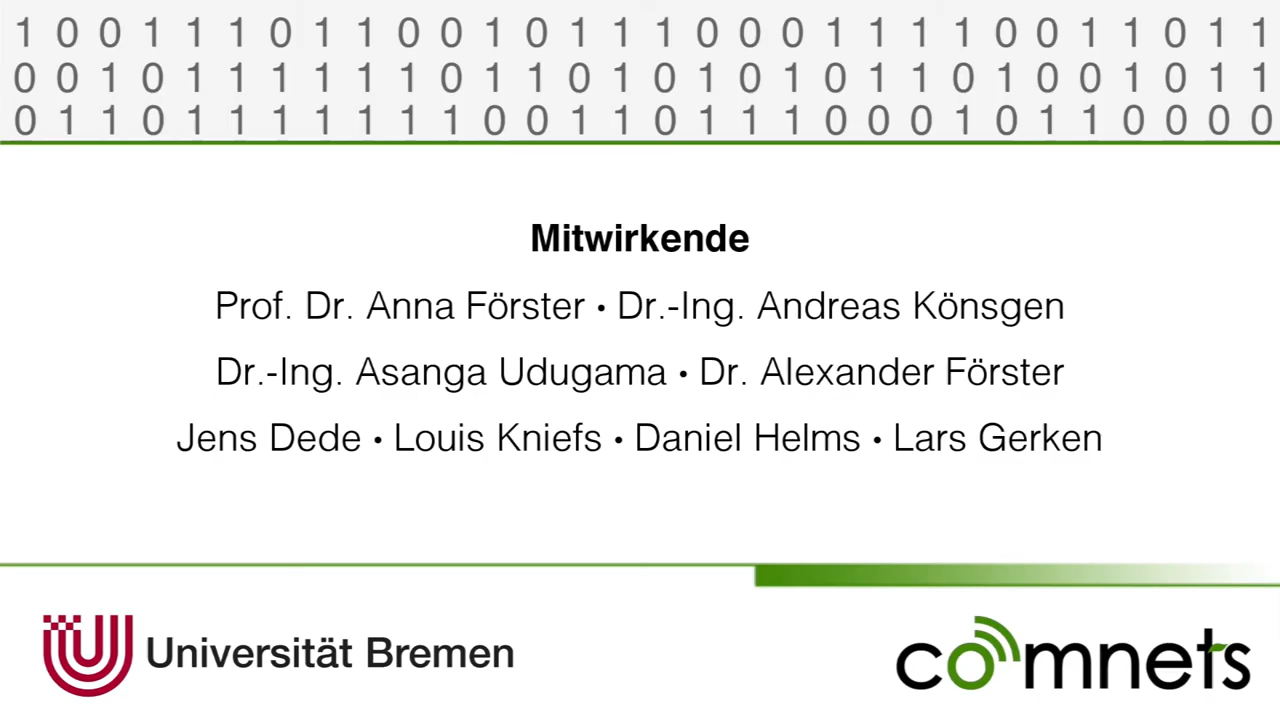 1 0 0 1 1 1 0 1 1 0 0 1 0 1 1 1 0 0 0 1 1 1 1 0 0 1 1 0 1 1
0 0 1 0 1 1 1 1 1 1 0 1 1 0 1 0 1 0 1 0 1 1 0 1 0 0 1 0 1 1
0 1 1 0 1 1 1 1 1 1 1 0 0 1 1 0 1 1 1 0 0 0 1 0 1 1 0 0 0 0
Mitwirkende
Prof. Dr. Anna Förster • Dr.-Ing. Andreas Könsgen
Dr.-Ing. Asanga Udugama • Dr. Alexander Förster
Jens Dede • Louis Kniefs • Daniel Helms • Lars Gerken
Universität Bremen
comnets